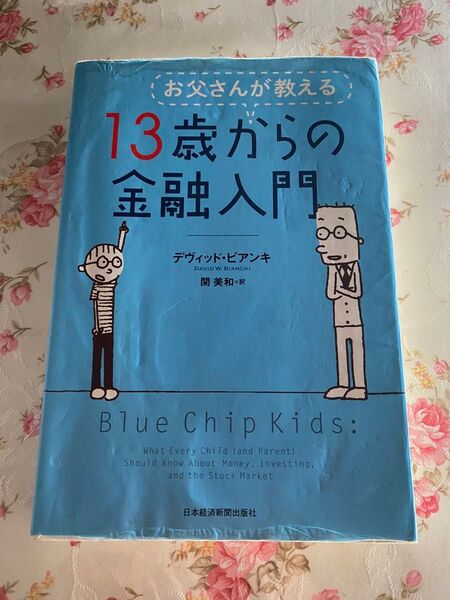 お父さんが教える
13歳からの
金融入門
デヴィッド・ビアンキ
DAVID W. BIANCHI
関 美和=訳
Blue Chip Kids:
What Every Child (and Parent)
Should Know About Money, Investing,
and the Stock Market
日本経済新聞出版社